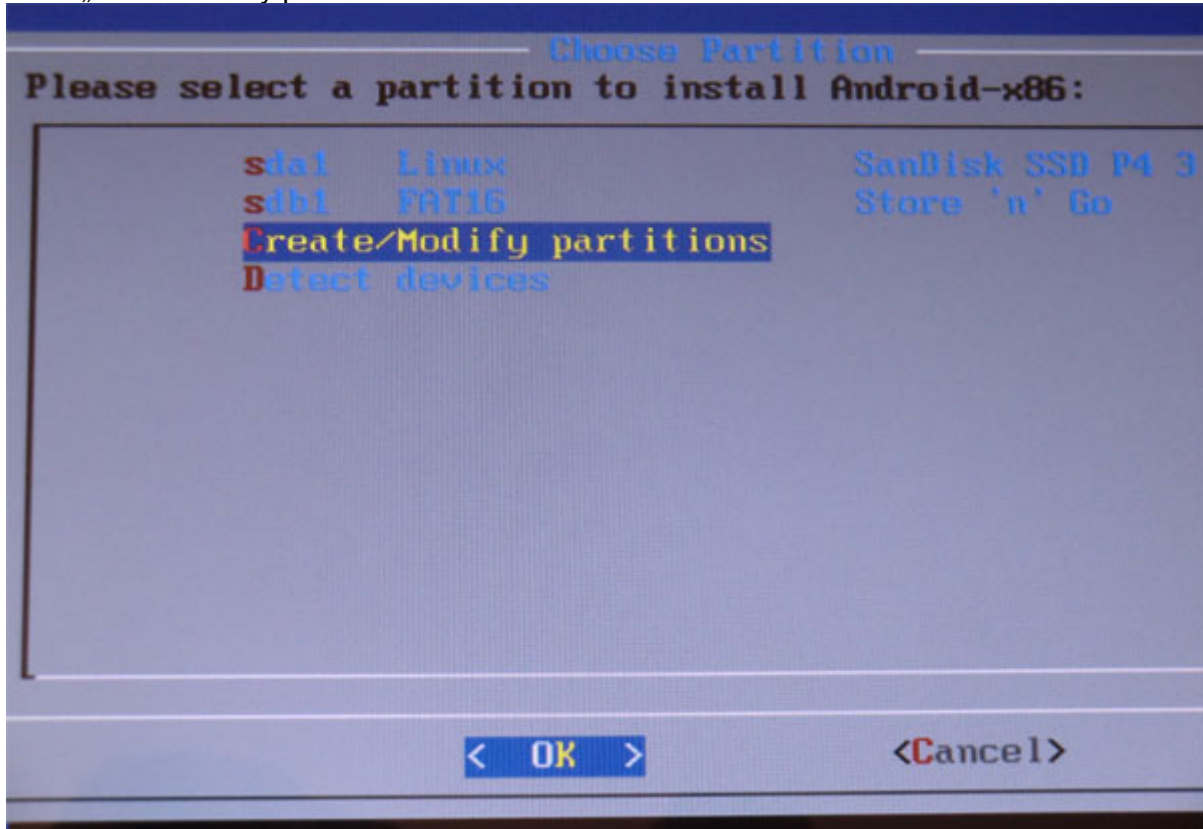 Choose Partition
Please select a partition to install Android-x86:
sda1 Linux SanDisk SSD P4 3
sdb1 FAT16 Store 'n' Go
Create/Modify partitions
Detect devices
< OK > <Cancel>